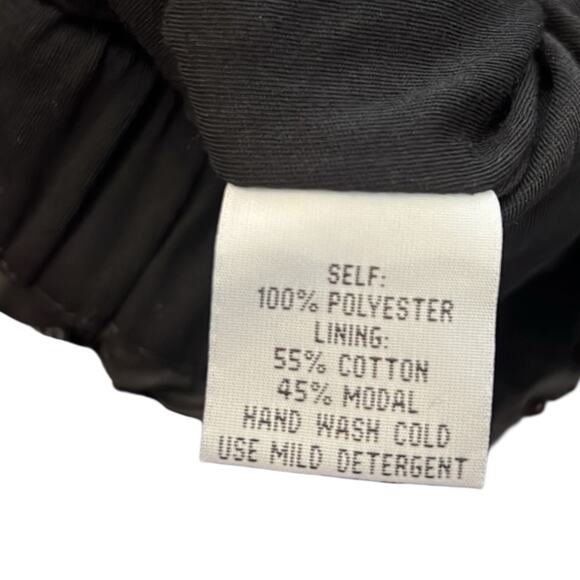 SELF:
100% POLYESTER
LINING:
55% COTTON
45% MODAL
HAND WASH COLD
USE MILD DETERGENT